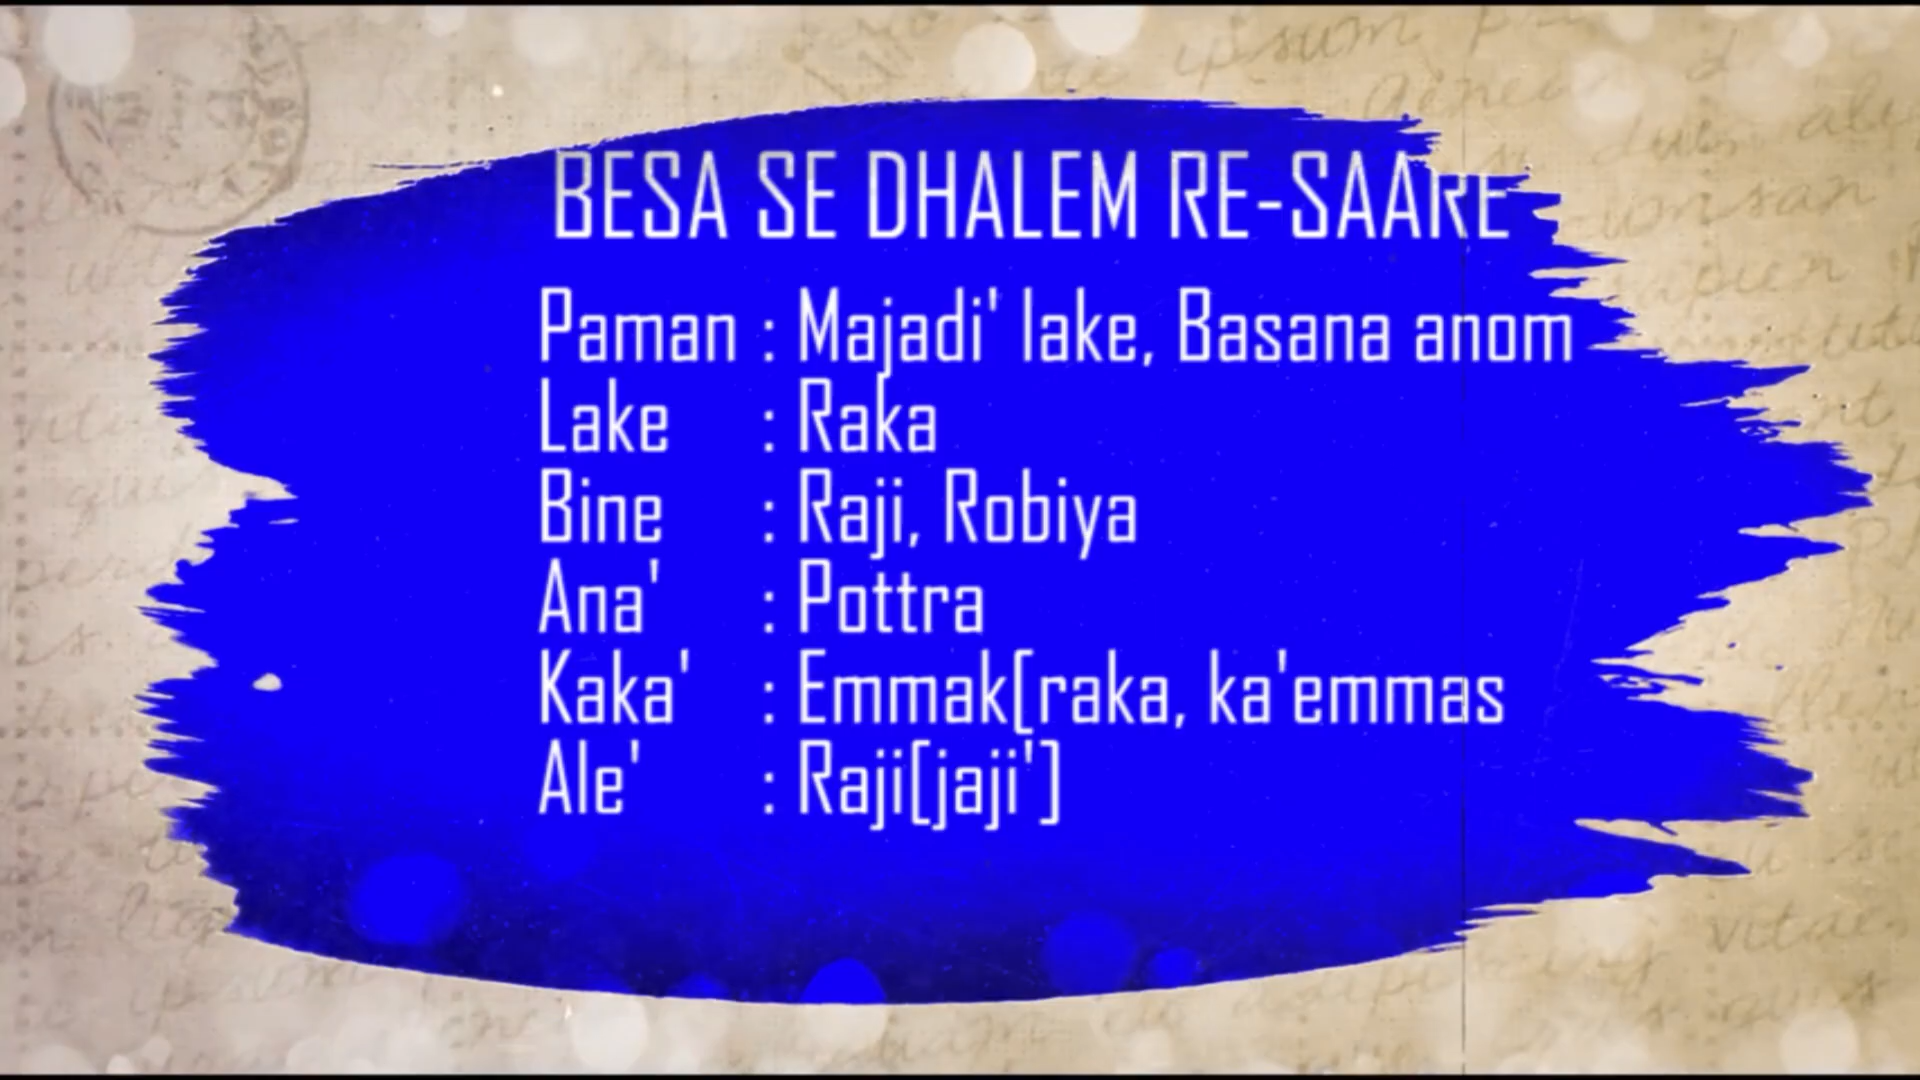 BESA SE DHALEM RE-SAARE
Paman : Majadi' lake, Basana anom
Lake : Raka
Bine : Raji, Robiya
Ana' : Pottra
Kaka' : Emmak(raka, ka'emmas
Ale' : Raji(jaji')